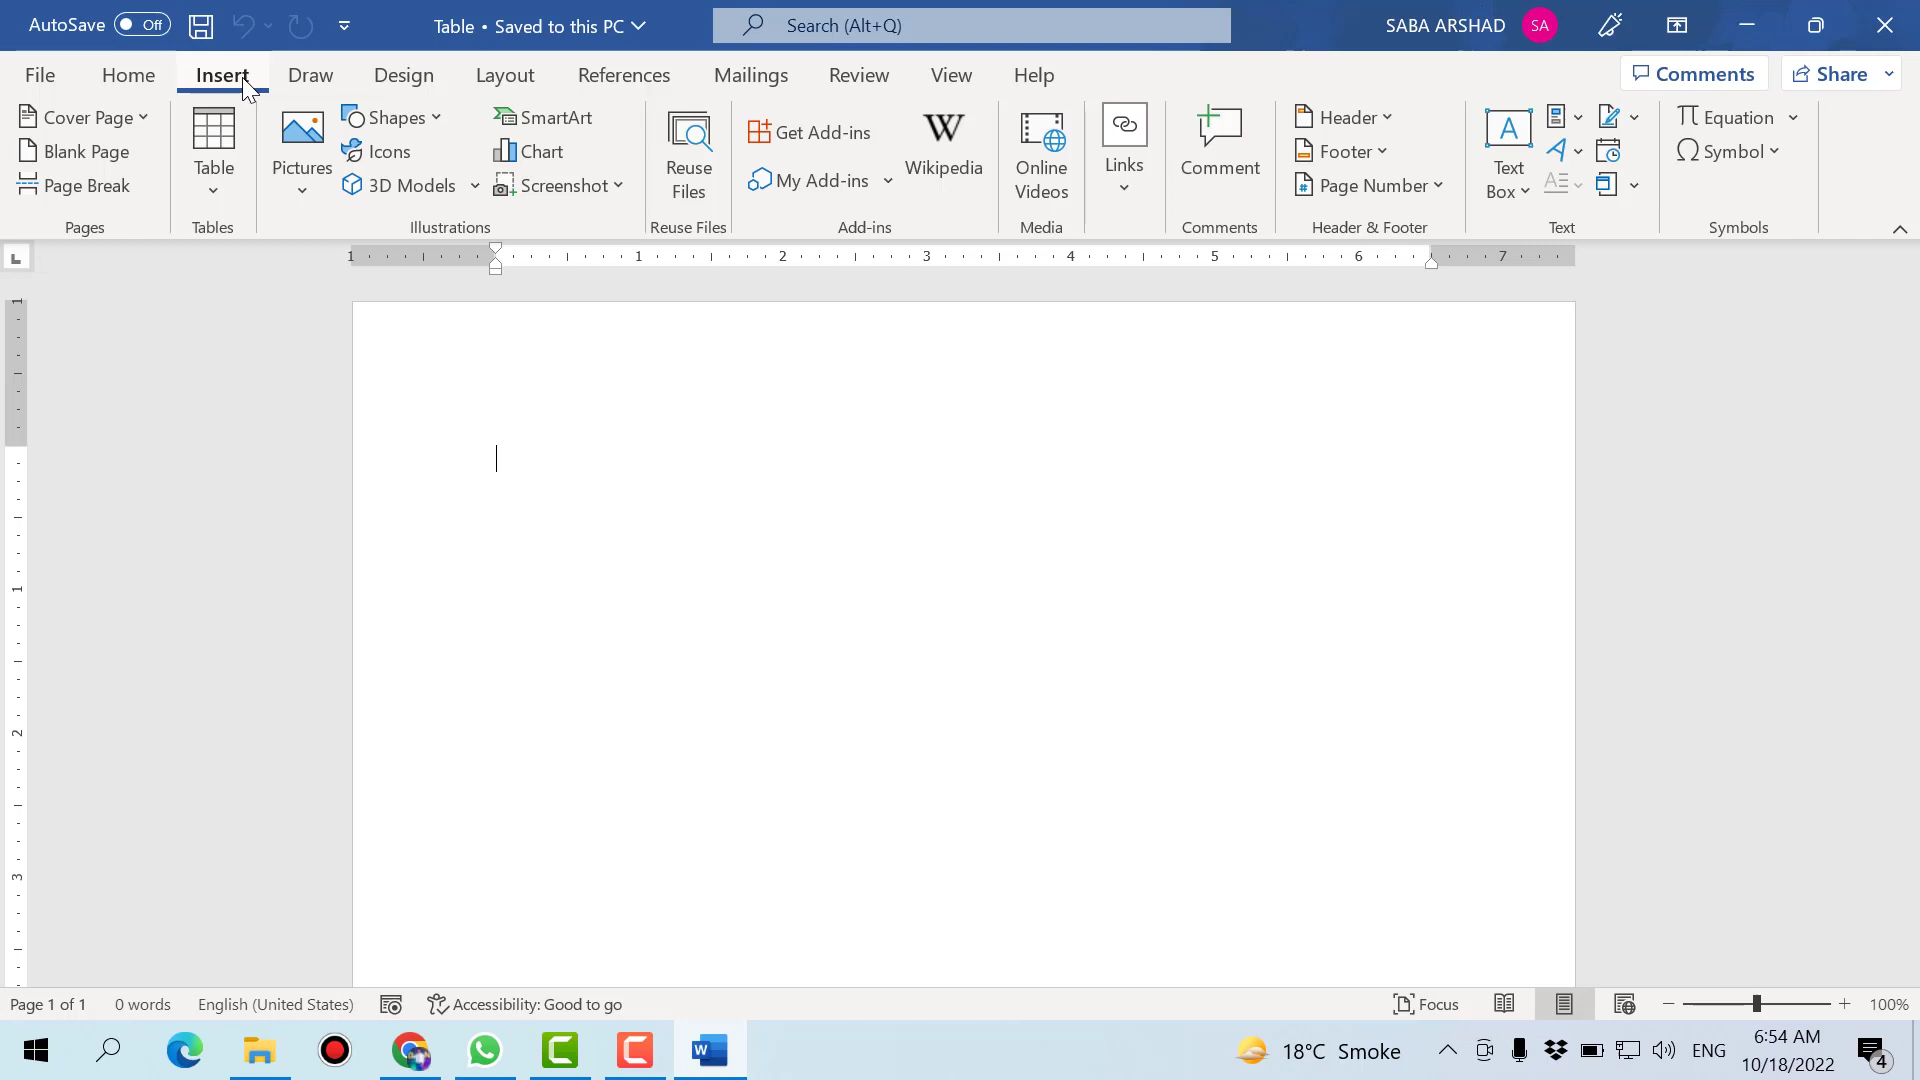 AutoSave Off Table • Saved to this PC Search (Alt+Q) SABA ARSHAD SA
File Home Insert Draw Design Layout References Mailings Review View Help Comments Share
Cover Page
Blank Page
Page Break
Pages
Table
Tables
Pictures
Shapes
Icons
3D Models
SmartArt
Chart
Screenshot
Illustrations
Reuse
Files
Reuse Files
Get Add-ins
My Add-ins
Wikipedia
Add-ins
Online
Videos
Media
Links
Comment
Comments
Header
Footer
Page Number
Header & Footer
Text
Box
Text
Equation
Symbol
Symbols
1 1 2 3 4 5 6 7
1
1
2
3
Page 1 of 1 0 words English (United States) Accessibility: Good to go Focus 100%
18°C Smoke ENG
6:54 AM
10/18/2022
4